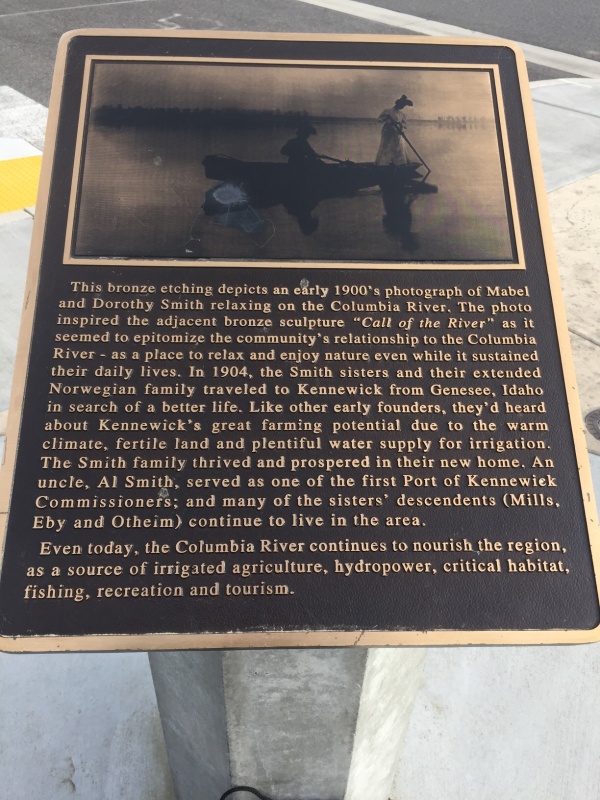 This bronze etching depicts an early 1900's photograph of Mabel
and Dorothy Smith relaxing on the Columbia River. The photo
inspired the adjacent bronze sculpture "Call of the River" as it
seemed to epitomize the community's relationship to the Columbia
River - as a place to relax and enjoy nature even while it sustained
their daily lives. In 1904, the Smith sisters and their extended
Norwegian family traveled to Kennewick from Genesee, Idaho
in search of a better life. Like other early founders, they'd heard
about Kennewick's great farming potential due to the warm
climate, fertile land and plentiful water supply for irrigation.
The Smith family thrived and prospered in their new home. An
uncle, Al Smith, served as one of the first Port of Kennewick
Commissioners; and many of the sisters' descendents (Mills,
Eby and Otheim) continue to live in the area.
Even today, the Columbia River continues to nourish the region,
as a source of irrigated agriculture, hydropower, critical habitat,
fishing, recreation and tourism.